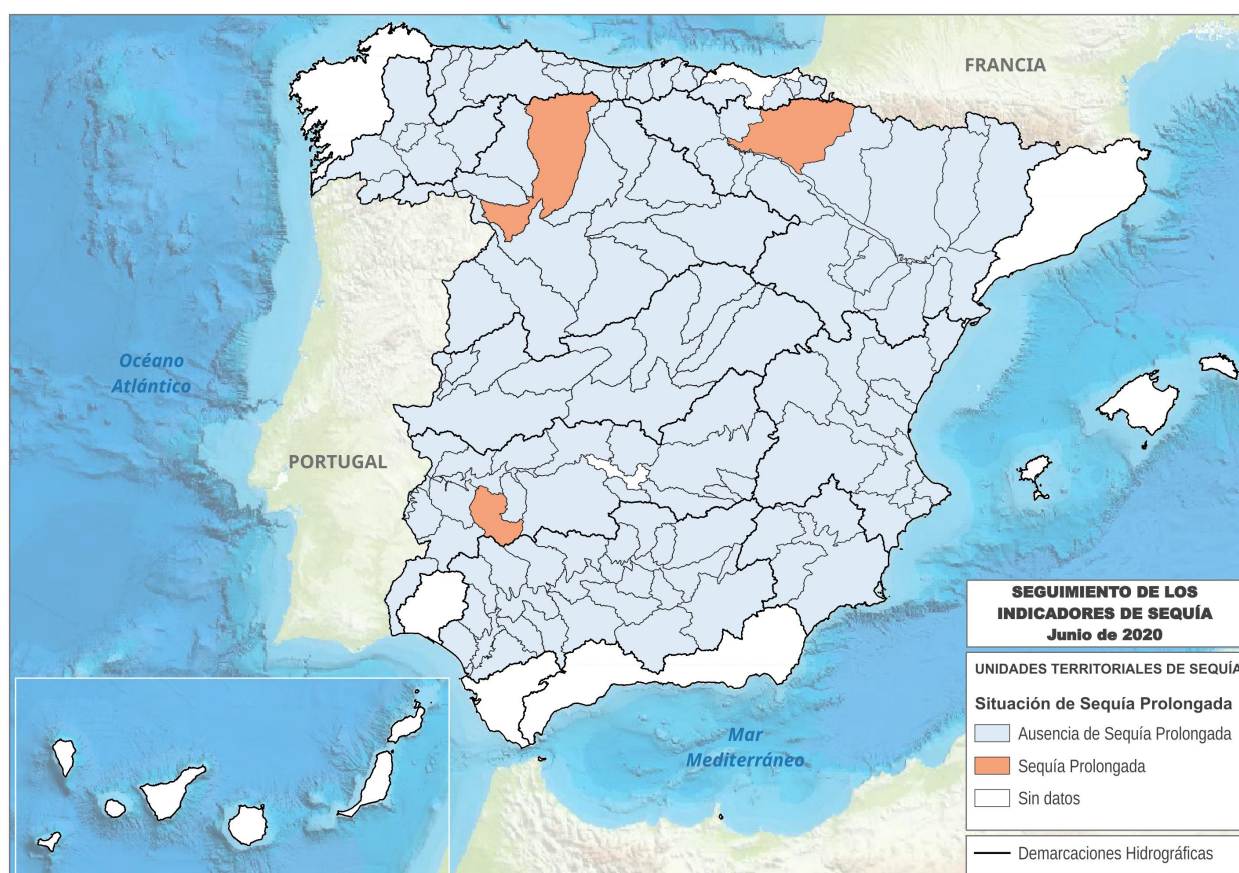 FRANCIA
Océano
Atlántico
PORTUGAL
Mar
Mediterráneo
SEGUIMIENTO DE LOS
INDICADORES DE SEQUÍA
Junio de 2020
UNIDADES TERRITORIALES DE SEQUÍA
Situación de Sequía Prolongada
Ausencia de Sequía Prolongada
Sequía Prolongada
Sin datos
Demarcaciones Hidrográficas